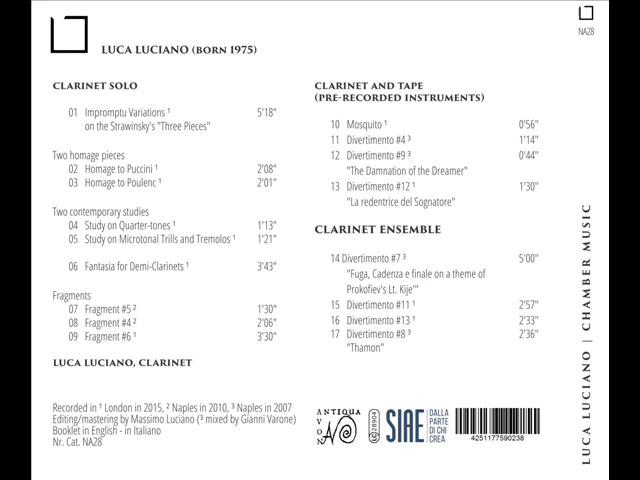 LUCA LUCIANO (BORN 1975)
NA28
CLARINET SOLO
01 Impromptu Variations ¹ 5'18"
on the Strawinsky's "Three Pieces"
Two homage pieces
02 Homage to Puccini ¹ 2'08"
03 Homage to Poulenc ¹ 2'01"
Two contemporary studies
04 Study on Quarter-tones ¹ 1'13"
05 Study on Microtonal Trills and Tremolos ¹ 1'21"
06 Fantasia for Demi-Clarinets ¹ 3'43"
Fragments
07 Fragment #5 ² 1'30"
08 Fragment #4 ² 2'06"
09 Fragment #6 ¹ 3'30"
LUCA LUCIANO, CLARINET
CLARINET AND TAPE
(PRE-RECORDED INSTRUMENTS)
10 Mosquito ¹ 0'56"
11 Divertimento #4 ³ 1'14"
12 Divertimento #9 ³ 0'44"
"The Damnation of the Dreamer"
13 Divertimento #12 ¹ 1'30"
"La redentrice del Sognatore"
CLARINET ENSEMBLE
14 Divertimento #7 ³ 5'00"
"Fuga, Cadenza e finale on a theme of
Prokofiev's Lt. Kije'"
15 Divertimento #11 ¹ 2'57"
16 Divertimento #13 ¹ 2'33"
17 Divertimento #8 ³ 2'36"
"Thamon"
Recorded in ¹ London in 2015, ² Naples in 2010, ³ Naples in 2007
Editing/mastering by Massimo Luciano (³ mixed by Gianni Varone)
Booklet in English - in Italiano
Nr. Cat. NA28
ANTIQUA
NOVA
LC 28904
SIAE
DALLA
PARTE
DI CHI
CREA
4251177590238
LUCA LUCIANO | CHAMBER MUSIC